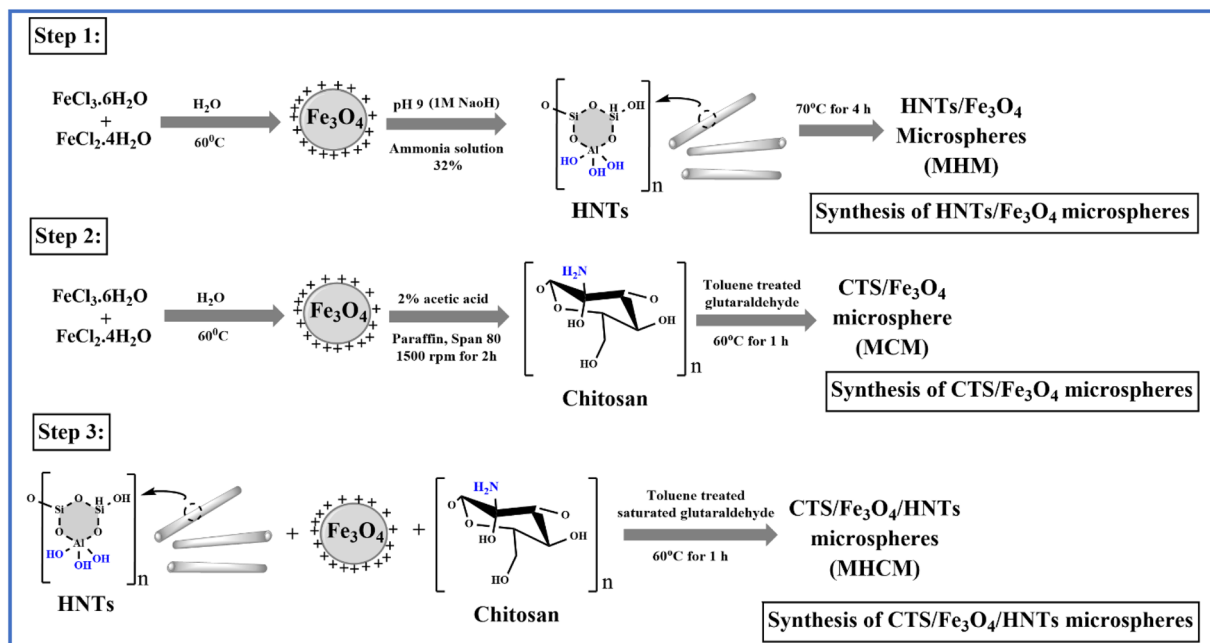 Step 1:
FeCl3.6H2O
+
FeCl2.4H2O
H2O
60⁰C
+ + + + + + + + + + + + + + + + + + + +
Fe3O4
pH 9 (1M NaoH)
Ammonia solution
32%
O Si O Si H OH
O O
Al
HO OH OH
n
HNTs
70°C for 4 h
HNTs/Fe3O4
Microspheres
(MHM)
Synthesis of HNTs/Fe3O4 microspheres
Step 2:
FeCl3.6H2O
+
FeCl2.4H2O
H2O
60⁰C
+ + + + + + + + + + + + + + + + + + + +
Fe3O4
2% acetic acid
Paraffin, Span 80
1500 rpm for 2h
H2N
O O
O HO OH
HO
n
Chitosan
Toluene treated
glutaraldehyde
60°C for 1 h
CTS/Fe3O4
microsphere
(MCM)
Synthesis of CTS/Fe3O4 microspheres
Step 3:
O Si O Si H OH
O O
Al
HO OH OH
n
HNTs
+
+ + + + + + + + + + + + + + + + + + + +
Fe3O4
+
H2N
O O
O HO OH
HO
n
Chitosan
Toluene treated
saturated glutaraldehyde
60°C for 1 h
CTS/Fe3O4/HNTs
microspheres
(MHCM)
Synthesis of CTS/Fe3O4/HNTs microspheres